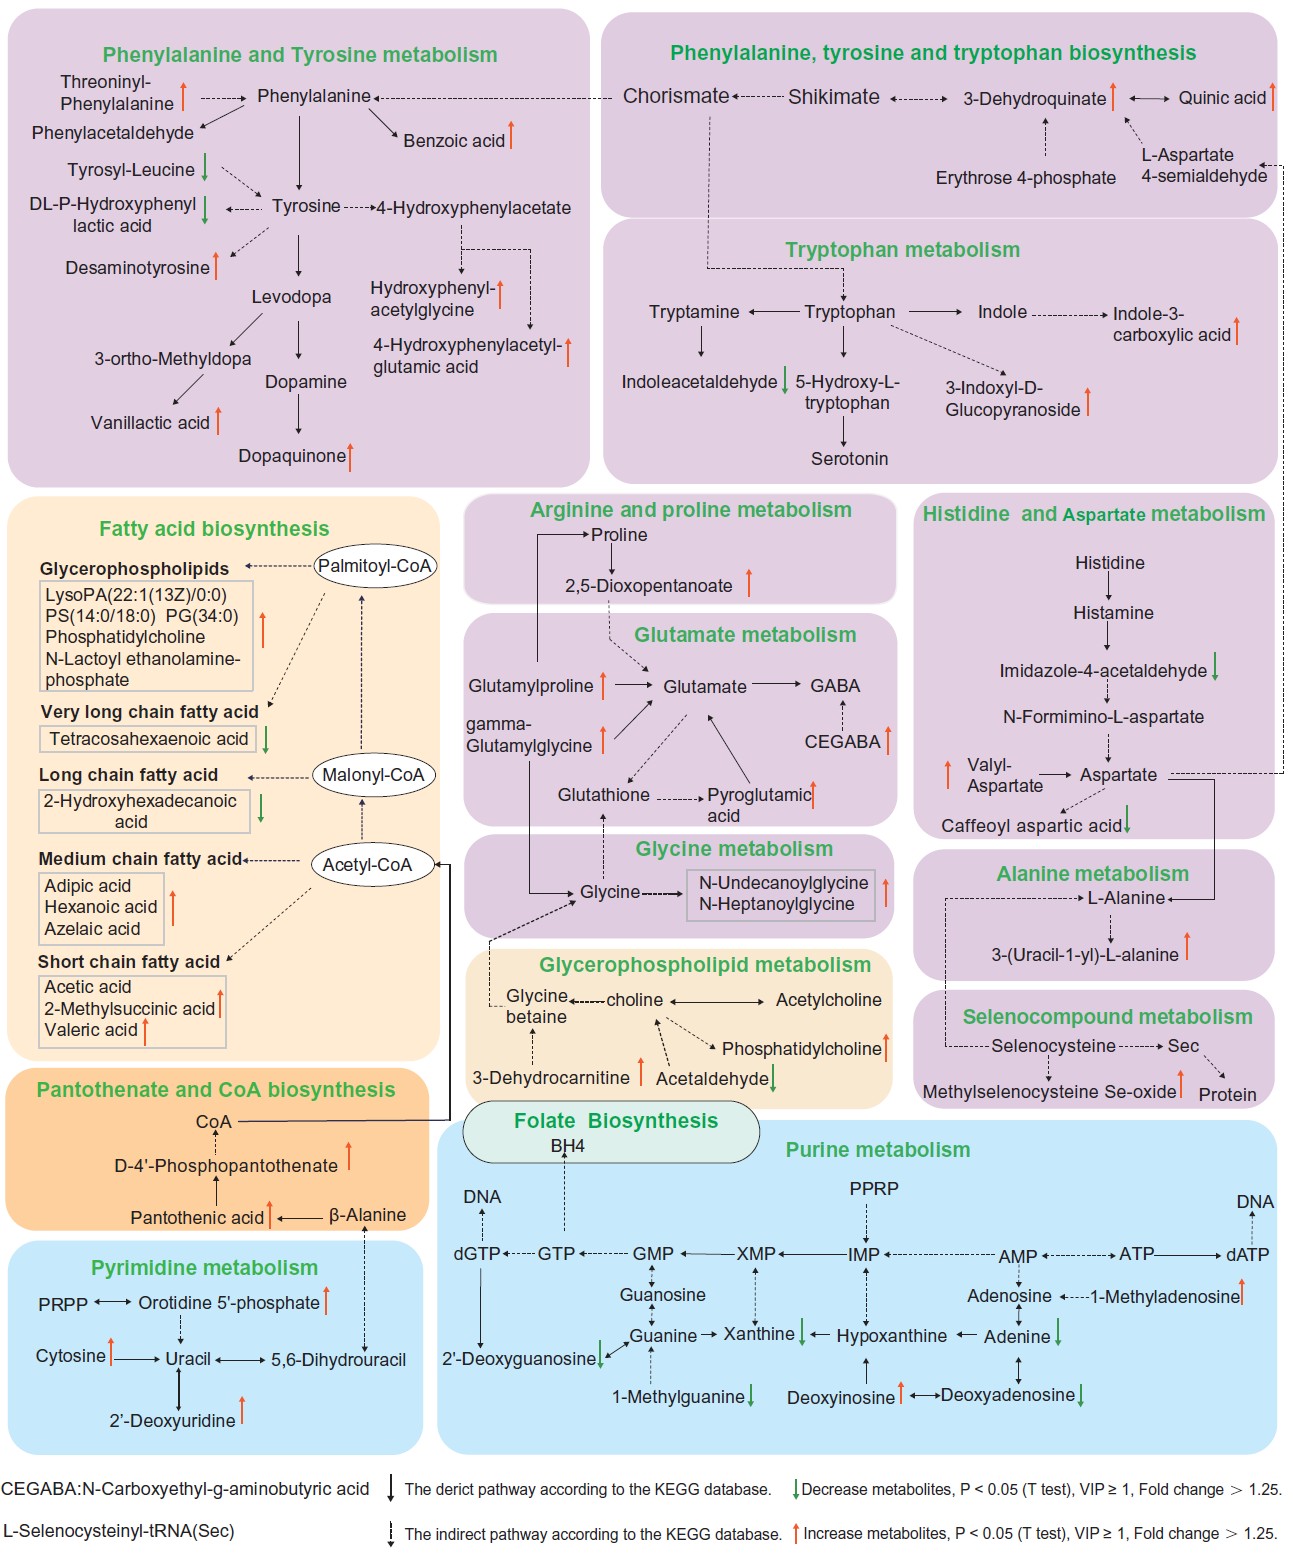 Phenylalanine and Tyrosine metabolism
Threoninyl-
Phenylalanine
Phenylalanine
Phenylacetaldehyde
Benzoic acid
Tyrosyl-Leucine
DL-P-Hydroxyphenyl
lactic acid
Tyrosine
4-Hydroxyphenylacetate
Desaminotyrosine
Levodopa
Hydroxyphenyl-
acetylglycine
3-ortho-Methyldopa
4-Hydroxyphenylacetyl-
glutamic acid
Dopamine
Vanillactic acid
Dopaquinone
Phenylalanine, tyrosine and tryptophan biosynthesis
Chorismate
Shikimate
3-Dehydroquinate
Quinic acid
Erythrose 4-phosphate
L-Aspartate
4-semialdehyde
Tryptophan metabolism
Tryptamine
Tryptophan
Indole
Indole-3-
carboxylic acid
Indoleacetaldehyde
5-Hydroxy-L-
tryptophan
3-Indoxyl-D-
Glucopyranoside
Serotonin
Fatty acid biosynthesis
Glycerophospholipids
Palmitoyl-CoA
LysoPA(22:1(13Z)/0:0)
PS(14:0/18:0) PG(34:0)
Phosphatidylcholine
N-Lactoyl ethanolamine-
phosphate
Very long chain fatty acid
Tetracosahexaenoic acid
Long chain fatty acid
Malonyl-CoA
2-Hydroxyhexadecanoic
acid
Medium chain fatty acid
Acetyl-CoA
Adipic acid
Hexanoic acid
Azelaic acid
Short chain fatty acid
Acetic acid
2-Methylsuccinic acid
Valeric acid
Arginine and proline metabolism
Proline
2,5-Dioxopentanoate
Glutamate metabolism
Glutamylproline
Glutamate
GABA
gamma-
Glutamylglycine
CEGABA
Glutathione
Pyroglutamic
acid
Glycine metabolism
Glycine
N-Undecanoylglycine
N-Heptanoylglycine
Glycerophospholipid metabolism
Glycine
betaine
choline
Acetylcholine
Phosphatidylcholine
3-Dehydrocarnitine
Acetaldehyde
Histidine and Aspartate metabolism
Histidine
Histamine
Imidazole-4-acetaldehyde
N-Formimino-L-aspartate
Valyl-
Aspartate
Aspartate
Caffeoyl aspartic acid
Alanine metabolism
L-Alanine
3-(Uracil-1-yl)-L-alanine
Selenocompound metabolism
Selenocysteine
Sec
Methylselenocysteine Se-oxide
Protein
Pantothenate and CoA biosynthesis
CoA
D-4'-Phosphopantothenate
Pantothenic acid
β-Alanine
Pyrimidine metabolism
PRPP
Orotidine 5'-phosphate
Cytosine
Uracil
5,6-Dihydrouracil
2'-Deoxyuridine
Folate Biosynthesis
BH4
Purine metabolism
DNA
PPRP
DNA
dGTP
GTP
GMP
XMP
IMP
AMP
ATP
dATP
Guanosine
Adenosine
1-Methyladenosine
Guanine
Xanthine
Hypoxanthine
Adenine
2'-Deoxyguanosine
1-Methylguanine
Deoxyinosine
Deoxyadenosine
CEGABA:N-Carboxyethyl-g-aminobutyric acid
The derict pathway according to the KEGG database.
Decrease metabolites, P < 0.05 (T test), VIP ≥ 1, Fold change > 1.25.
L-Selenocysteinyl-tRNA(Sec)
The indirect pathway according to the KEGG database.
Increase metabolites, P < 0.05 (T test), VIP ≥ 1, Fold change > 1.25.